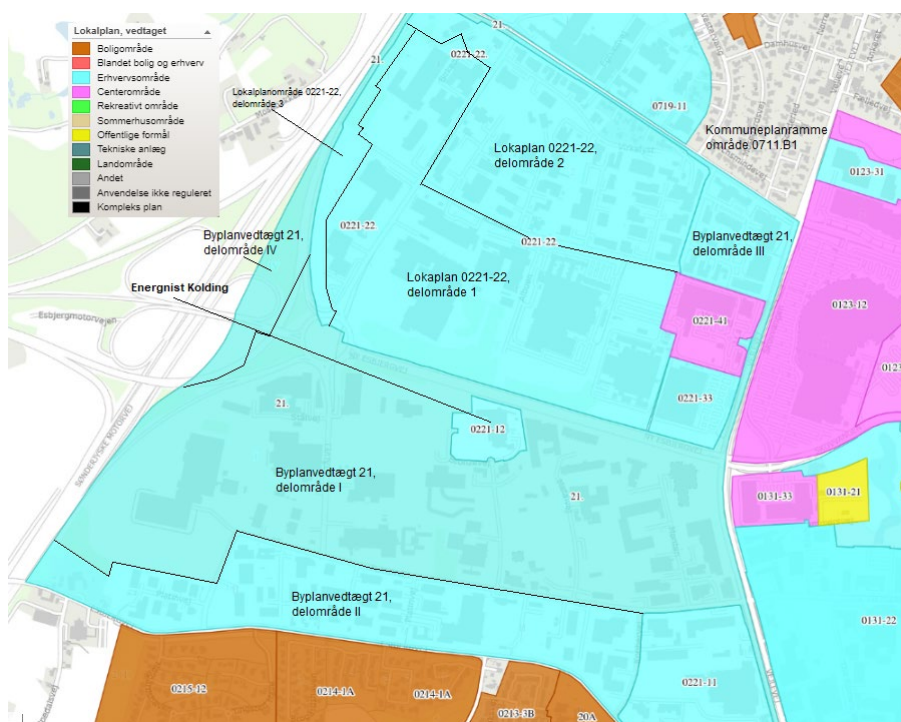 Lokalplan, vedtaget
Boligområde
Blandet bolig og erhverv
Erhvervsområde
Centerområde
Rekreativt område
Sommerhusområde
Offentlige formål
Tekniske anlæg
Landområde
Andet
Anvendelse ikke reguleret
Kompleks plan
21.
21.
0221-22.
Lokalplanområde 0221-22,
delområde 3
0719-11
Damhusvej
Kommuneplanramme
område 0711.B1
Lokaplan 0221-22,
delområde 2
0123-31
0221-22.
Byplanvedtægt 21,
delområde IV
0221-22.
Byplanvedtægt 21,
delområde III
Lokaplan 0221-22,
delområde 1
Energnist Kolding
Esbjergmotorvejen
0221-41
0123-12
0123
0221-33
21.
0221-12
SØNDERJYSKE MOTORVEJ
Byplanvedtægt 21,
delområde I
21.
0131-33
0131-21
Byplanvedtægt 21,
delområde II
0131-22
0215-12
0214-1A
0214-1A
0213-3B
20A
0221-11